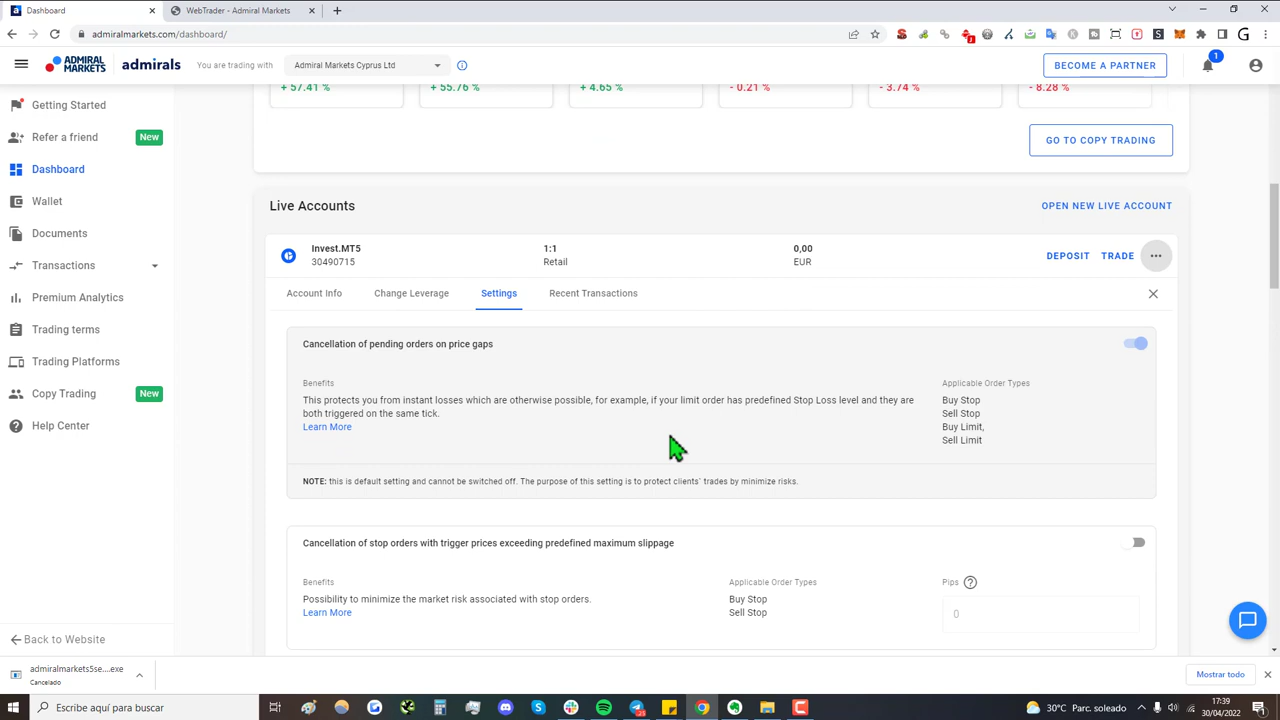 Dashboard
WebTrader - Admiral Markets
admiralmarkets.com/dashboard/
ADMIRAL MARKETS
admirals
You are trading with
Admiral Markets Cyprus Ltd
BECOME A PARTNER
1
Getting Started
Refer a friend New
Dashboard
Wallet
Documents
Transactions
Premium Analytics
Trading terms
Trading Platforms
Copy Trading New
Help Center
Back to Website
+ 57.41 % + 55.76 % + 4.65 % - 0.21 % - 3.74 % - 8.28 %
GO TO COPY TRADING
Live Accounts
OPEN NEW LIVE ACCOUNT
Invest.MT5 1:1 0,00
30490715 Retail EUR
DEPOSIT TRADE
Account Info Change Leverage Settings Recent Transactions
Cancellation of pending orders on price gaps
Benefits
This protects you from instant losses which are otherwise possible, for example, if your limit order has predefined Stop Loss level and they are
both triggered on the same tick.
Learn More
Applicable Order Types
Buy Stop
Sell Stop
Buy Limit,
Sell Limit
NOTE: this is default setting and cannot be switched off. The purpose of this setting is to protect clients` trades by minimize risks.
Cancellation of stop orders with trigger prices exceeding predefined maximum slippage
Benefits
Possibility to minimize the market risk associated with stop orders.
Learn More
Applicable Order Types
Buy Stop
Sell Stop
Pips
0
admiralmarkets5se....exe
Cancelado
Mostrar todo
Escribe aquí para buscar
30°C Parc. soleado
17:39
30/04/2022